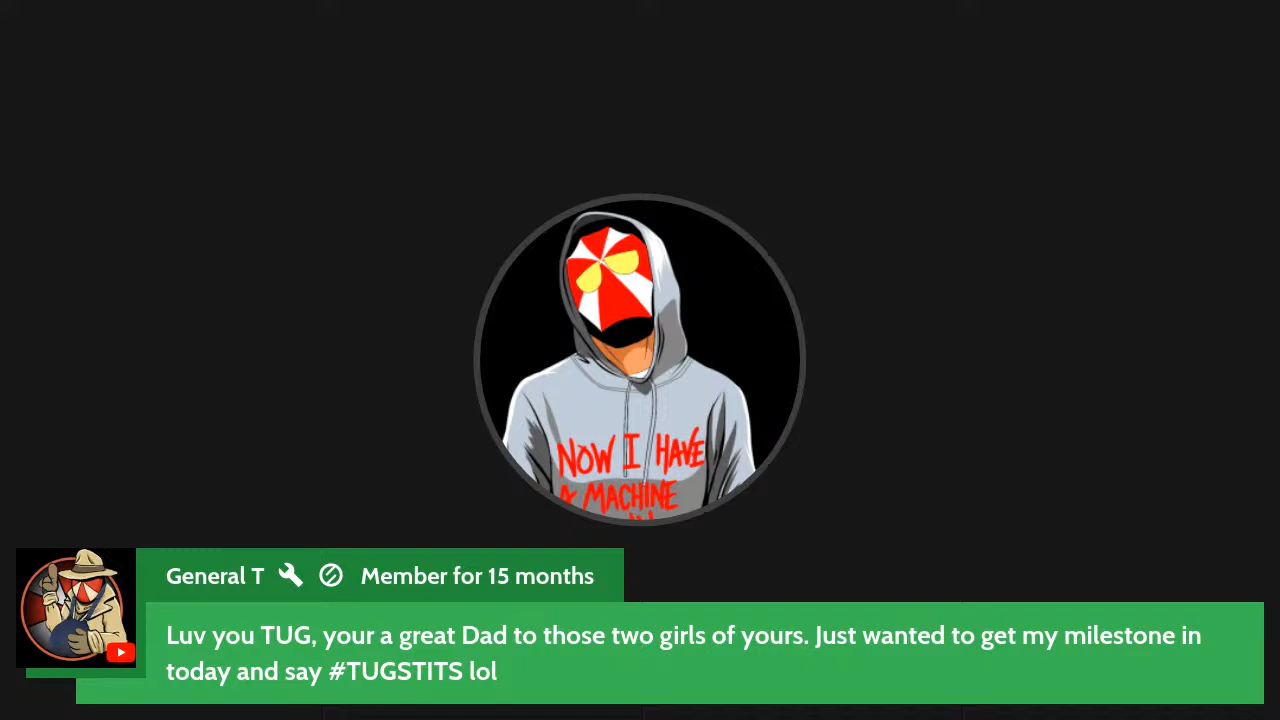 NOW I HAVE
A MACHINE
General T Member for 15 months
Luv you TUG, your a great Dad to those two girls of yours. Just wanted to get my milestone in
today and say #TUGSTITS lol